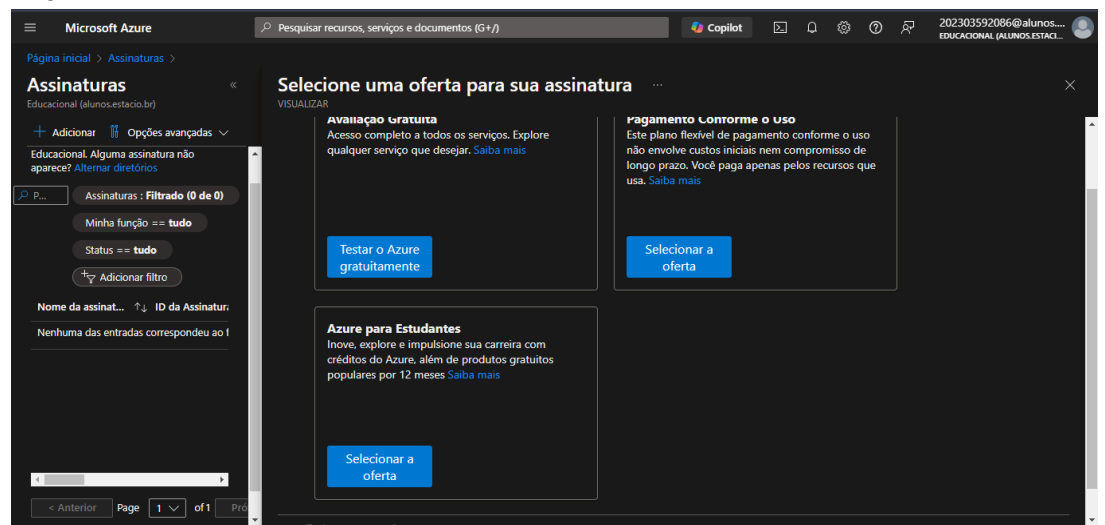 Microsoft Azure
Pesquisar recursos, serviços e documentos (G+/)
Copilot
202303592086@alunos....
EDUCACIONAL (ALUNOS.ESTACI...
Página inicial > Assinaturas >
Assinaturas
Educacional (alunos.estacio.br)
Adicionar
Opções avançadas
Educacional. Alguma assinatura não
aparece? Alternar diretórios
P...
Assinaturas : Filtrado (0 de 0)
Minha função == tudo
Status == tudo
Adicionar filtro
Nome da assinat... ↑↓ ID da Assinatura
Nenhuma das entradas correspondeu ao f
< Anterior Page 1 of 1 Pró
Selecione uma oferta para sua assinatura ...
VISUALIZAR
Avaliação Gratuita
Acesso completo a todos os serviços. Explore
qualquer serviço que desejar. Saiba mais
Testar o Azure
gratuitamente
Pagamento Conforme o Uso
Este plano flexível de pagamento conforme o uso
não envolve custos iniciais nem compromisso de
longo prazo. Você paga apenas pelos recursos que
usa. Saiba mais
Selecionar a
oferta
Azure para Estudantes
Inove, explore e impulsione sua carreira com
créditos do Azure, além de produtos gratuitos
populares por 12 meses Saiba mais
Selecionar a
oferta